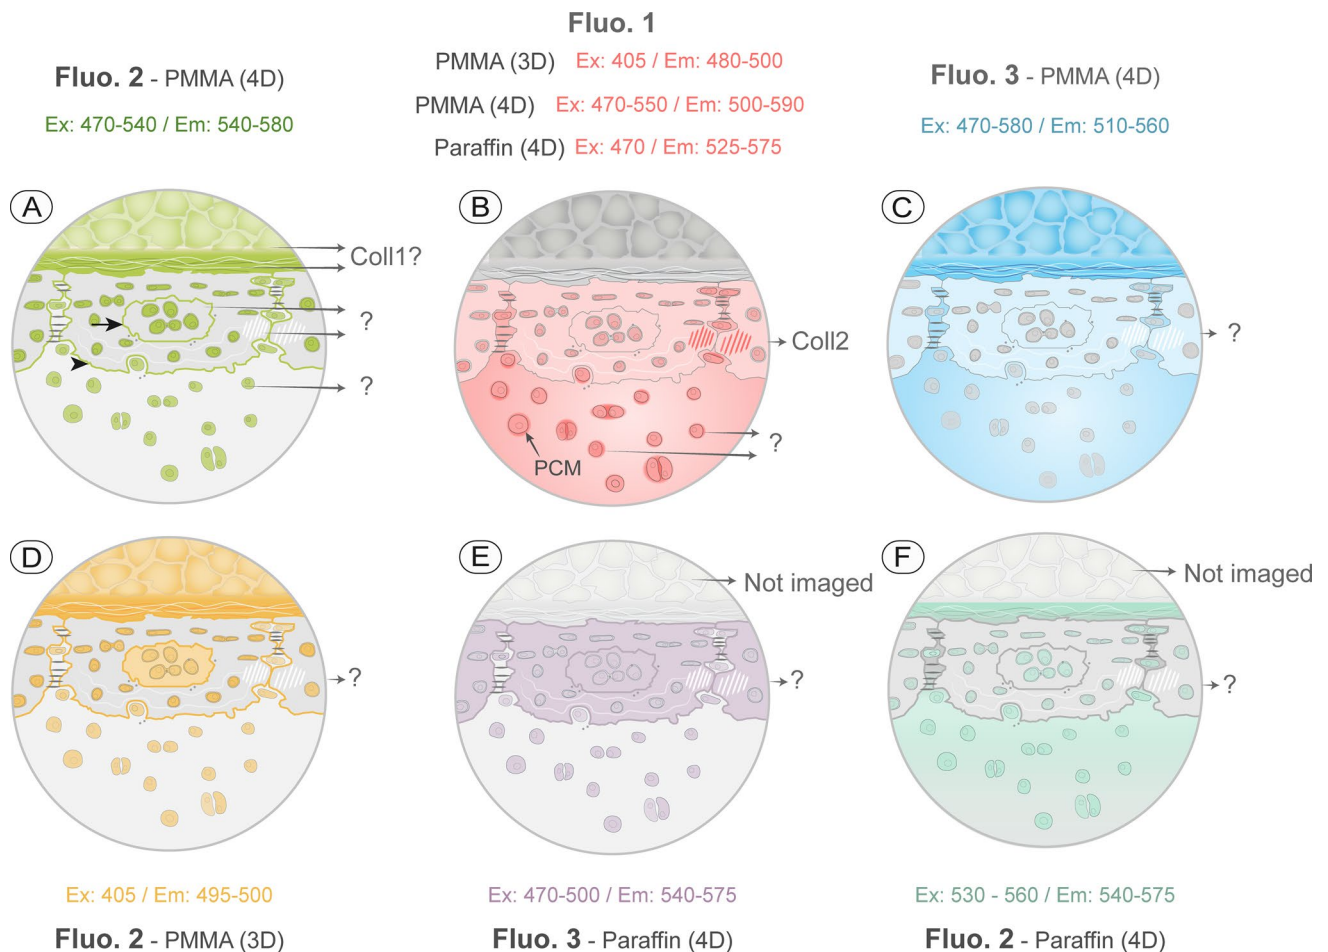 Fluo. 1
PMMA (3D) Ex: 405 / Em: 480-500
PMMA (4D) Ex: 470-550 / Em: 500-590
Paraffin (4D) Ex: 470 / Em: 525-575
Fluo. 2 - PMMA (4D)
Ex: 470-540 / Em: 540-580
Fluo. 3 - PMMA (4D)
Ex: 470-580 / Em: 510-560
A
Coll1?
?
?
B
Coll2
?
PCM
C
?
D
?
E
Not imaged
?
F
Not imaged
?
Ex: 405 / Em: 495-500
Fluo. 2 - PMMA (3D)
Ex: 470-500 / Em: 540-575
Fluo. 3 - Paraffin (4D)
Ex: 530 - 560 / Em: 540-575
Fluo. 2 - Paraffin (4D)